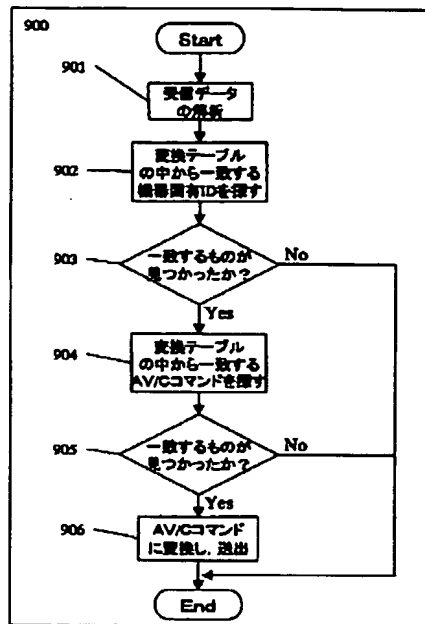 900
Start
901
受信データ
の解析
902
変換テーブル
の中から一致する
機器固有IDを探す
903
一致するものが
見つかったか？
No
Yes
904
変換テーブル
の中から一致する
AV/Cコマンドを探す
905
一致するものが
見つかったか？
No
Yes
906
AV/Cコマンド
に変換し、送出
End